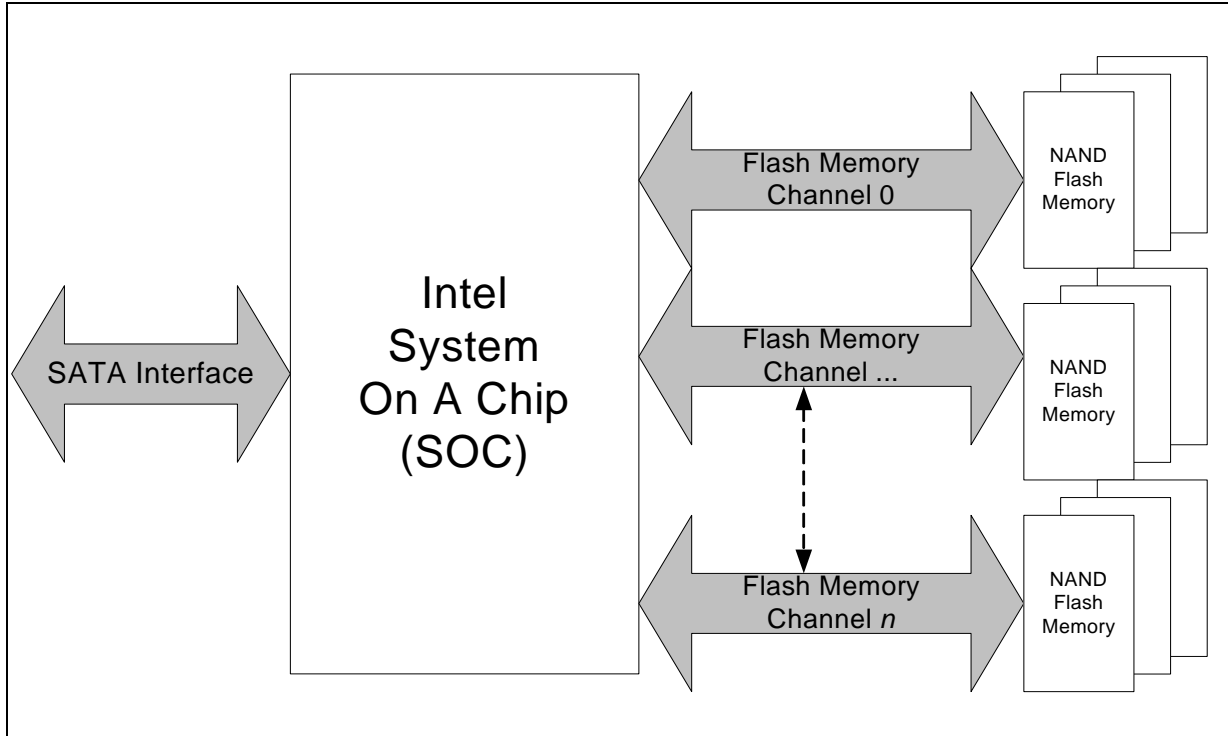 SATA Interface
Intel
System
On A Chip
(SOC)
Flash Memory
Channel 0
NAND
Flash
Memory
Flash Memory
Channel ...
NAND
Flash
Memory
Flash Memory
Channel n
NAND
Flash
Memory